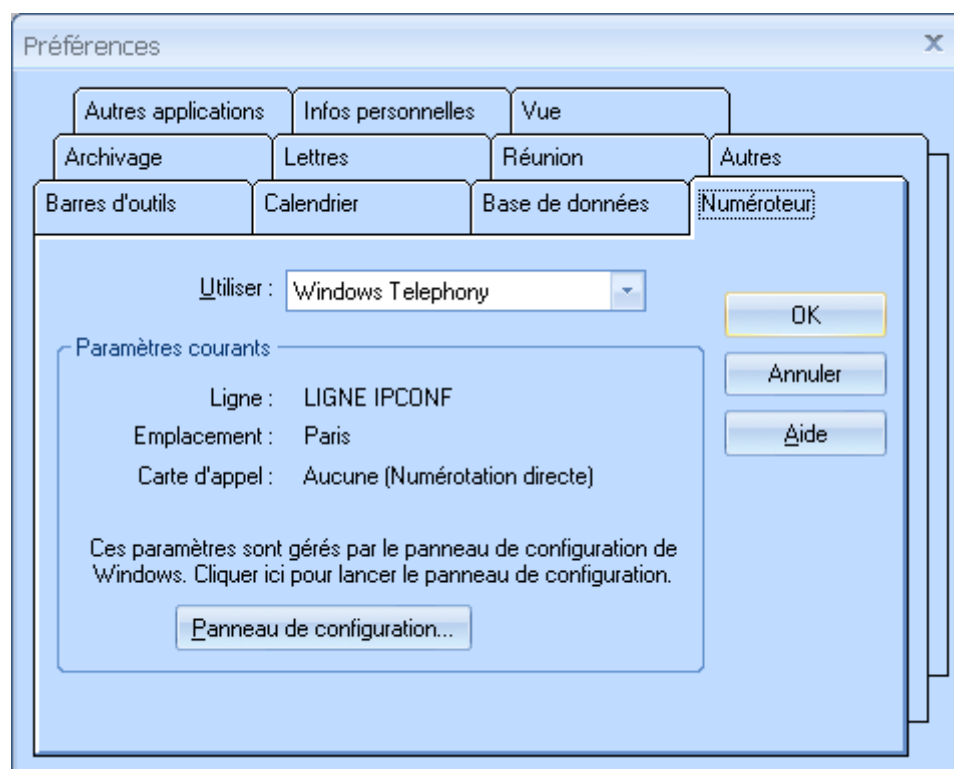 Préférences
Autres applications Infos personnelles Vue
Archivage Lettres Réunion Autres
Barres d'outils Calendrier Base de données Numéroteur
Utiliser : Windows Telephony
OK
Paramètres courants
Annuler
Ligne : LIGNE IPCONF
Emplacement : Paris
Aide
Carte d'appel : Aucune (Numérotation directe)
Ces paramètres sont gérés par le panneau de configuration de
Windows. Cliquer ici pour lancer le panneau de configuration.
Panneau de configuration...